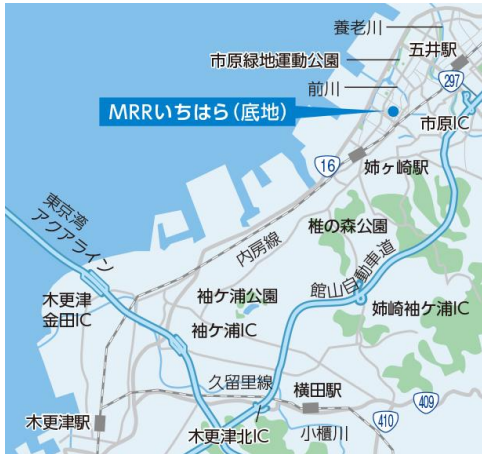 養老川
五井駅
市原緑地運動公園
297
前川
MRRいちはら(底地)
市原IC
16
姉ヶ崎駅
東京湾
アクアライン
椎の森公園
内房線
館山自動車道
木更津
金田IC
袖ケ浦公園
姉崎袖ケ浦IC
袖ケ浦IC
久留里線
横田駅
409
木更津駅
410
木更津北IC
小櫃川